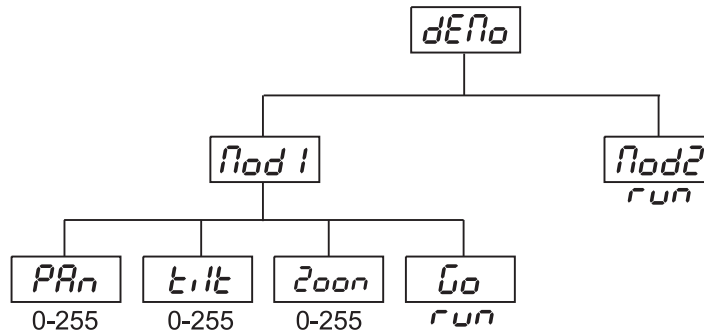 dEMo
Mod1 Mod2
run
PAn tilt Zoon Go
0-255 0-255 0-255 run